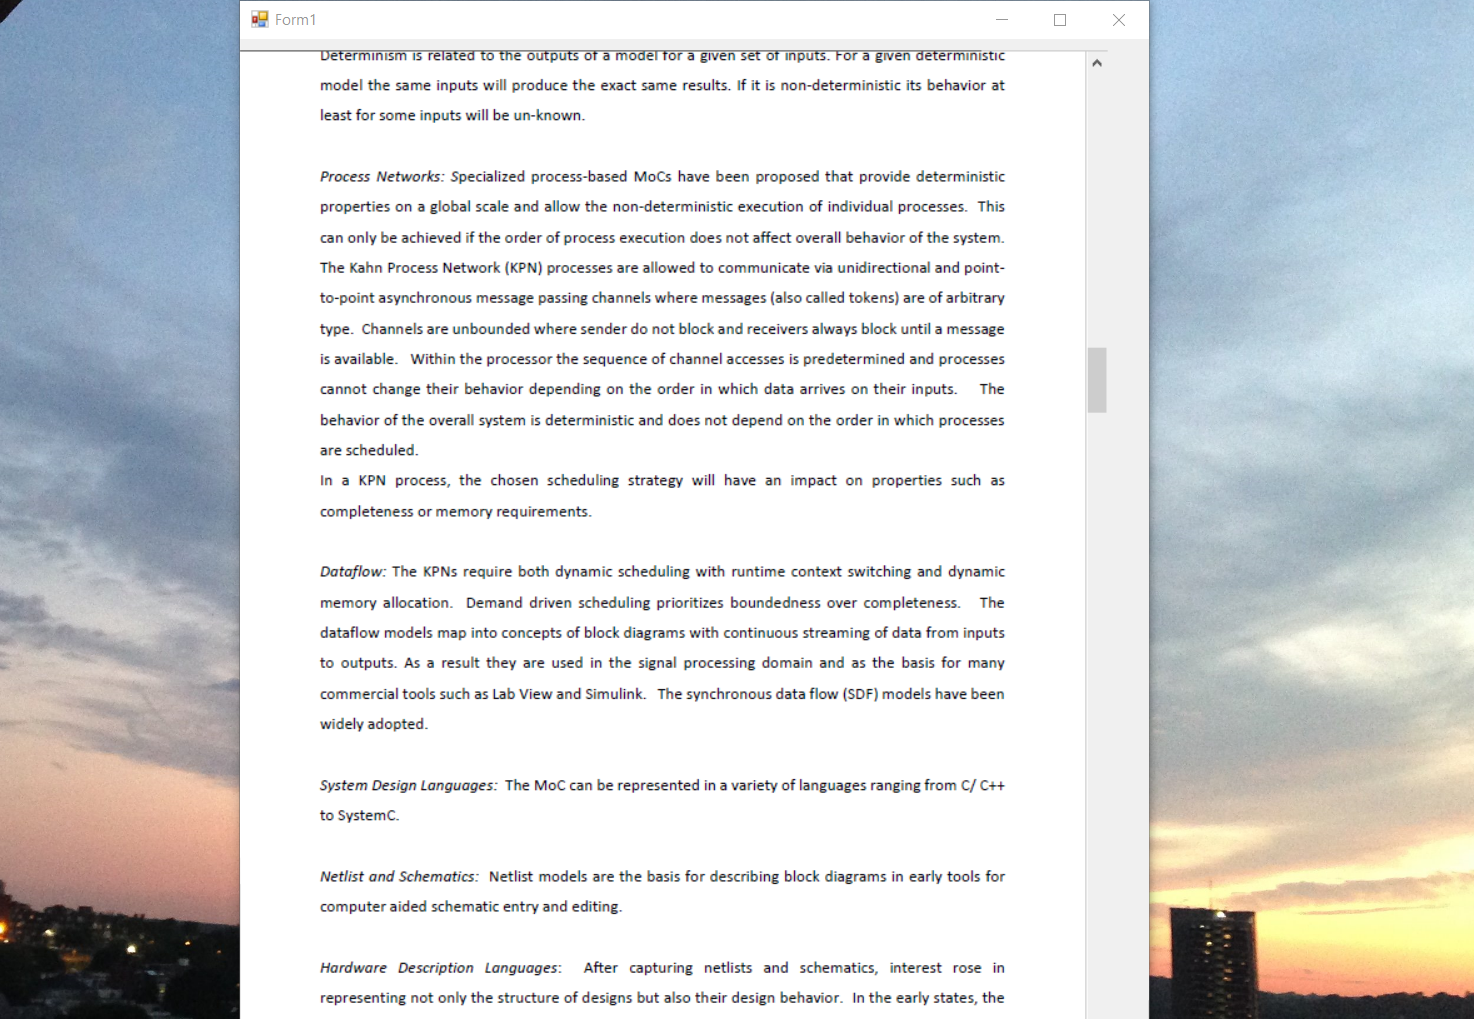 Form1
Determinism is related to the outputs of a model for a given set of inputs. For a given deterministic
model the same inputs will produce the exact same results. If it is non-deterministic its behavior at
least for some inputs will be un-known.
Process Networks: Specialized process-based MoCs have been proposed that provide deterministic
properties on a global scale and allow the non-deterministic execution of individual processes. This
can only be achieved if the order of process execution does not affect overall behavior of the system.
The Kahn Process Network (KPN) processes are allowed to communicate via unidirectional and point-
to-point asynchronous message passing channels where messages (also called tokens) are of arbitrary
type. Channels are unbounded where sender do not block and receivers always block until a message
is available. Within the processor the sequence of channel accesses is predetermined and processes
cannot change their behavior depending on the order in which data arrives on their inputs. The
behavior of the overall system is deterministic and does not depend on the order in which processes
are scheduled.
In a KPN process, the chosen scheduling strategy will have an impact on properties such as
completeness or memory requirements.
Dataflow: The KPNs require both dynamic scheduling with runtime context switching and dynamic
memory allocation. Demand driven scheduling prioritizes boundedness over completeness. The
dataflow models map into concepts of block diagrams with continuous streaming of data from inputs
to outputs. As a result they are used in the signal processing domain and as the basis for many
commercial tools such as Lab View and Simulink. The synchronous data flow (SDF) models have been
widely adopted.
System Design Languages: The MoC can be represented in a variety of languages ranging from C/ C++
to SystemC.
Netlist and Schematics: Netlist models are the basis for describing block diagrams in early tools for
computer aided schematic entry and editing.
Hardware Description Languages: After capturing netlists and schematics, interest rose in
representing not only the structure of designs but also their design behavior. In the early states, the